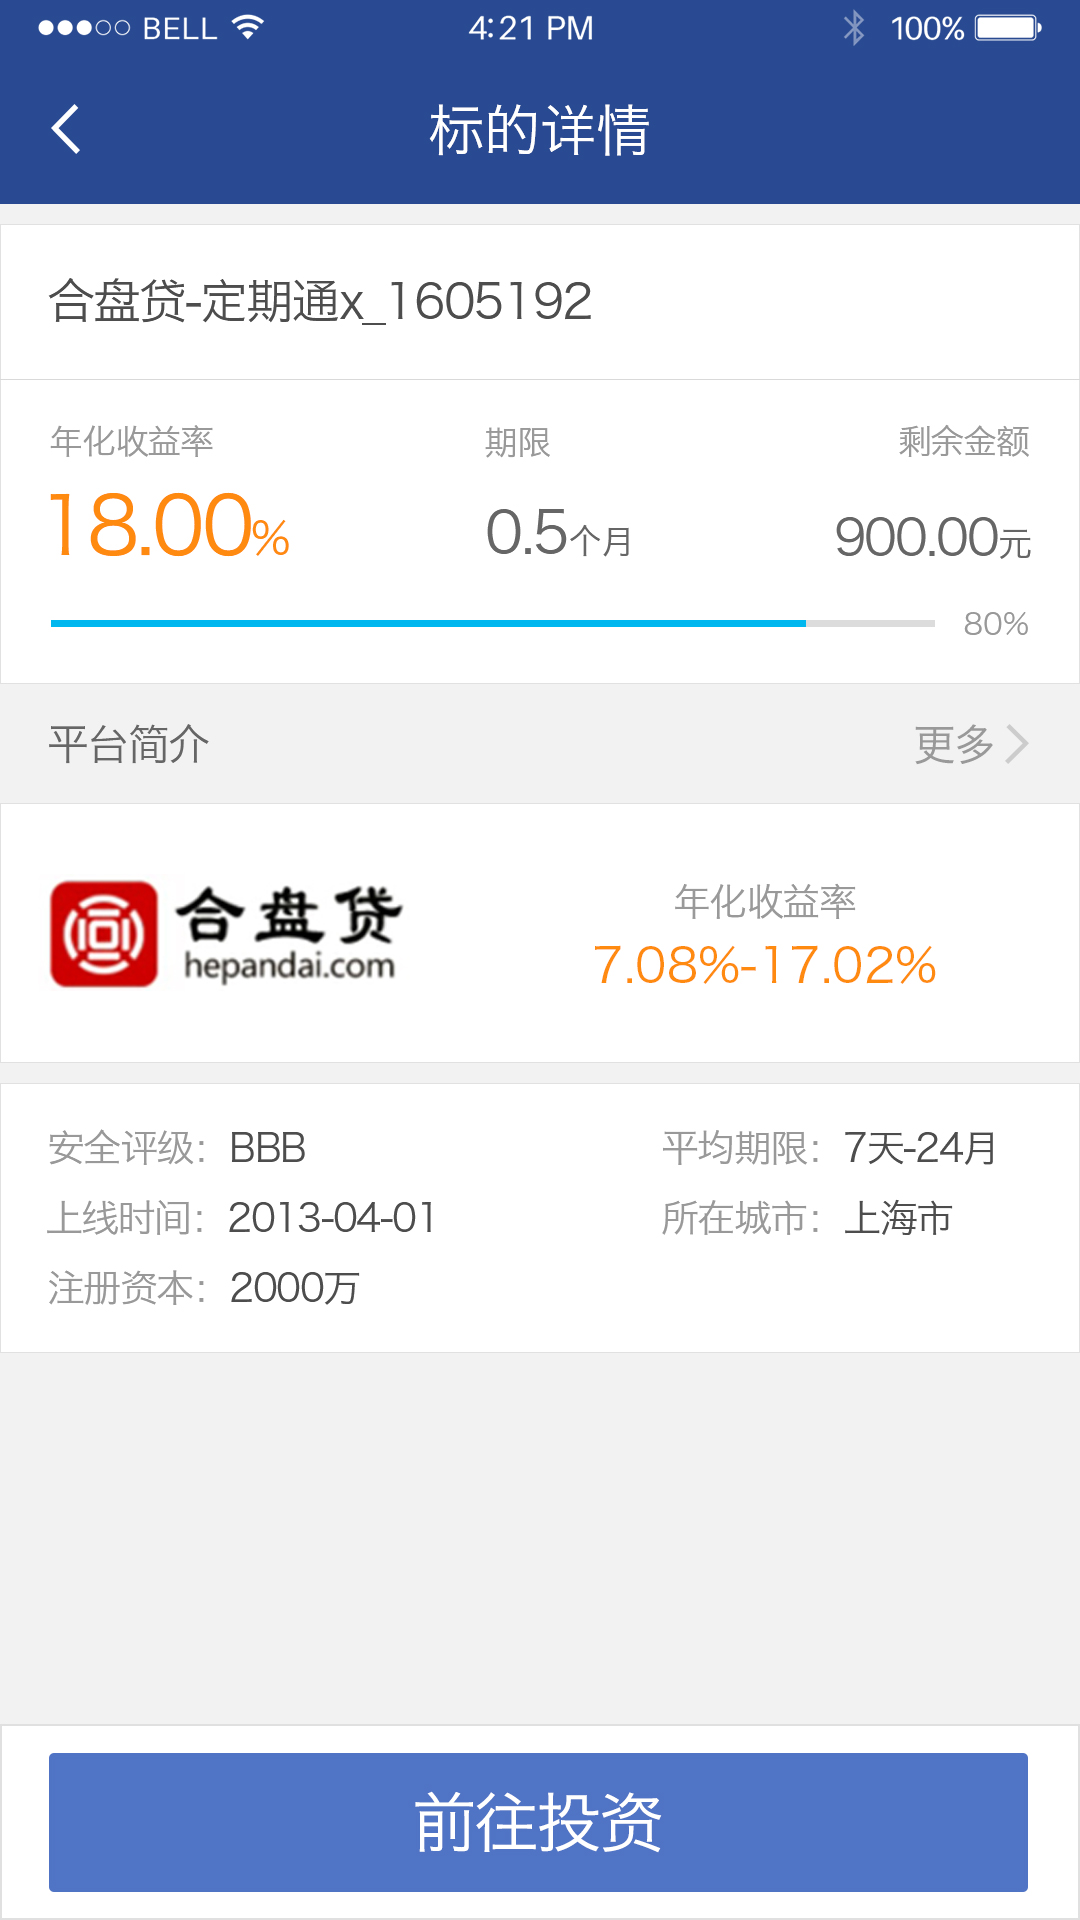 BELL 4:21 PM 100%
标的详情
合盘贷-定期通x_1605192
年化收益率 期限 剩余金额
18.00% 0.5个月 900.00元
80%
平台简介 更多
合盘贷 年化收益率
hepandai.com 7.08%-17.02%
安全评级：BBB 平均期限：7天-24月
上线时间：2013-04-01 所在城市：上海市
注册资本：2000万
前往投资